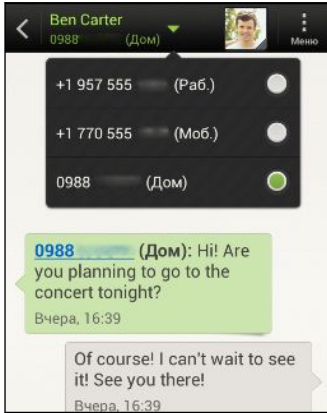 Ben Carter
0988 (Дом)
Меню
+1 957 555 (Раб.)
+1 770 555 (Моб.)
0988 (Дом)
0988 (Дом): Hi! Are
you planning to go to the
concert tonight?
Вчера, 16:39
Of course! I can't wait to see
it! See you there!
Вчера, 16:39